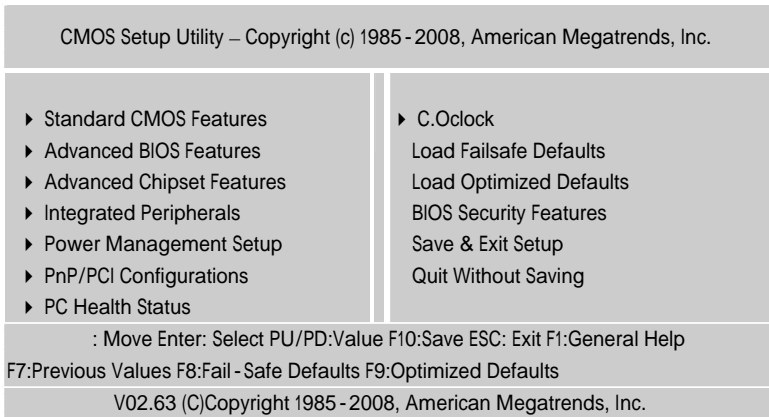 CMOS Setup Utility – Copyright (c) 1985-2008, American Megatrends, Inc.
Standard CMOS Features
Advanced BIOS Features
Advanced Chipset Features
Integrated Peripherals
Power Management Setup
PnP/PCI Configurations
PC Health Status
C.Oclock
Load Failsafe Defaults
Load Optimized Defaults
BIOS Security Features
Save & Exit Setup
Quit Without Saving
: Move Enter: Select PU/PD:Value F10:Save ESC: Exit F1:General Help
F7:Previous Values F8:Fail-Safe Defaults F9:Optimized Defaults
V02.63 (C)Copyright 1985-2008, American Megatrends, Inc.